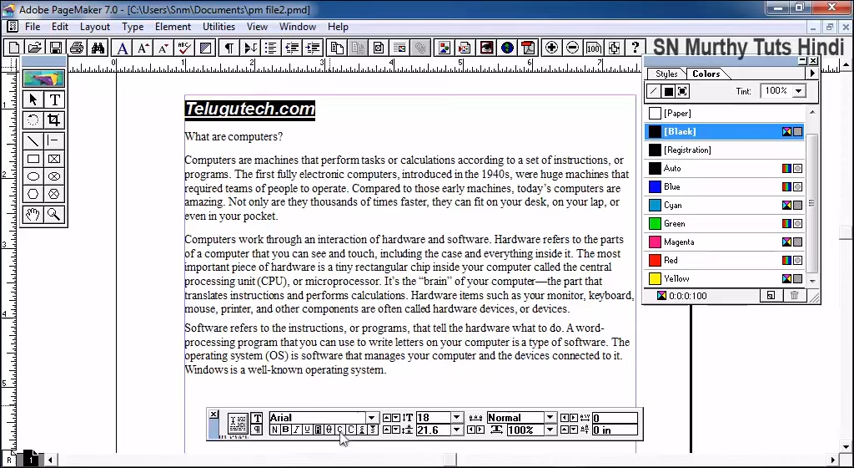 Adobe PageMaker 7.0 - [C:\Users\Snm\Documents\pm file2.pmd]
File Edit Layout Type Element Utilities View Window Help
SN Murthy Tuts Hindi
Styles Colors
Tint: 100%
[Paper]
[Black]
[Registration]
Auto
Blue
Cyan
Green
Magenta
Red
Yellow
0:0:0:100
Teluqutech.com
What are computers?
Computers are machines that perform tasks or calculations according to a set of instructions, or
programs. The first fully electronic computers, introduced in the 1940s, were huge machines that
required teams of people to operate. Compared to those early machines, today's computers are
amazing. Not only are they thousands of times faster, they can fit on your desk, on your lap, or
even in your pocket.
Computers work through an interaction of hardware and software. Hardware refers to the parts
of a computer that you can see and touch, including the case and everything inside it. The most
important piece of hardware is a tiny rectangular chip inside your computer called the central
processing unit (CPU), or microprocessor. It's the “brain” of your computer—the part that
translates instructions and performs calculations. Hardware items such as your monitor, keyboard,
mouse, printer, and other components are often called hardware devices, or devices.
Software refers to the instructions, or programs, that tell the hardware what to do. A word-
processing program that you can use to write letters on your computer is a type of software. The
operating system (OS) is software that manages your computer and the devices connected to it.
Windows is a well-known operating system.
Arial 18 Normal 0
21.6 100% 0 in
1